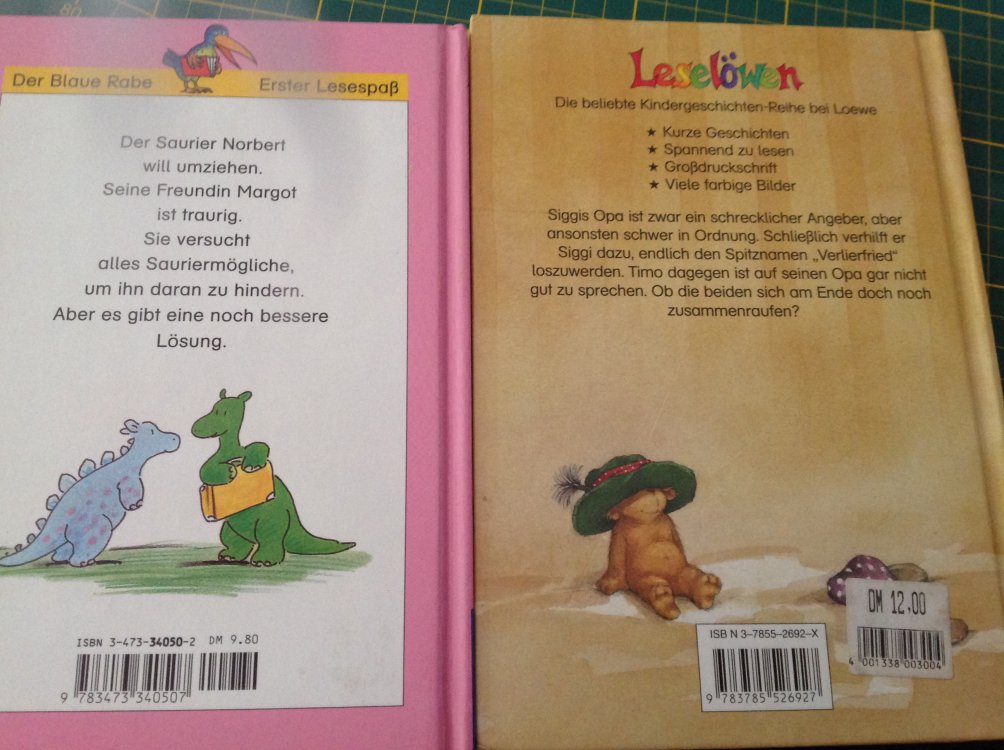 Der Blaue Rabe
Erster Lesespaß
Der Saurier Norbert
will umziehen.
Seine Freundin Margot
ist traurig.
Sie versucht
alles Sauriermögliche,
um ihn daran zu hindern.
Aber es gibt eine noch bessere
Lösung.
ISBN 3-473-34050-2 DM 9.80
9 783473 340507
Leselöwen
Die beliebte Kindergeschichten-Reihe bei Loewe
★ Kurze Geschichten
★ Spannend zu lesen
★ Großdruckschrift
★ Viele farbige Bilder
Siggis Opa ist zwar ein schrecklicher Angeber, aber
ansonsten schwer in Ordnung. Schließlich verhilft er
Siggi dazu, endlich den Spitznamen „Verlierfried“
loszuwerden. Timo dagegen ist auf seinen Opa gar nicht
gut zu sprechen. Ob die beiden sich am Ende doch noch
zusammenraufen?
DM 12.00
4 001338 003004
ISBN 3-7855-2692-X
9 783785 526927